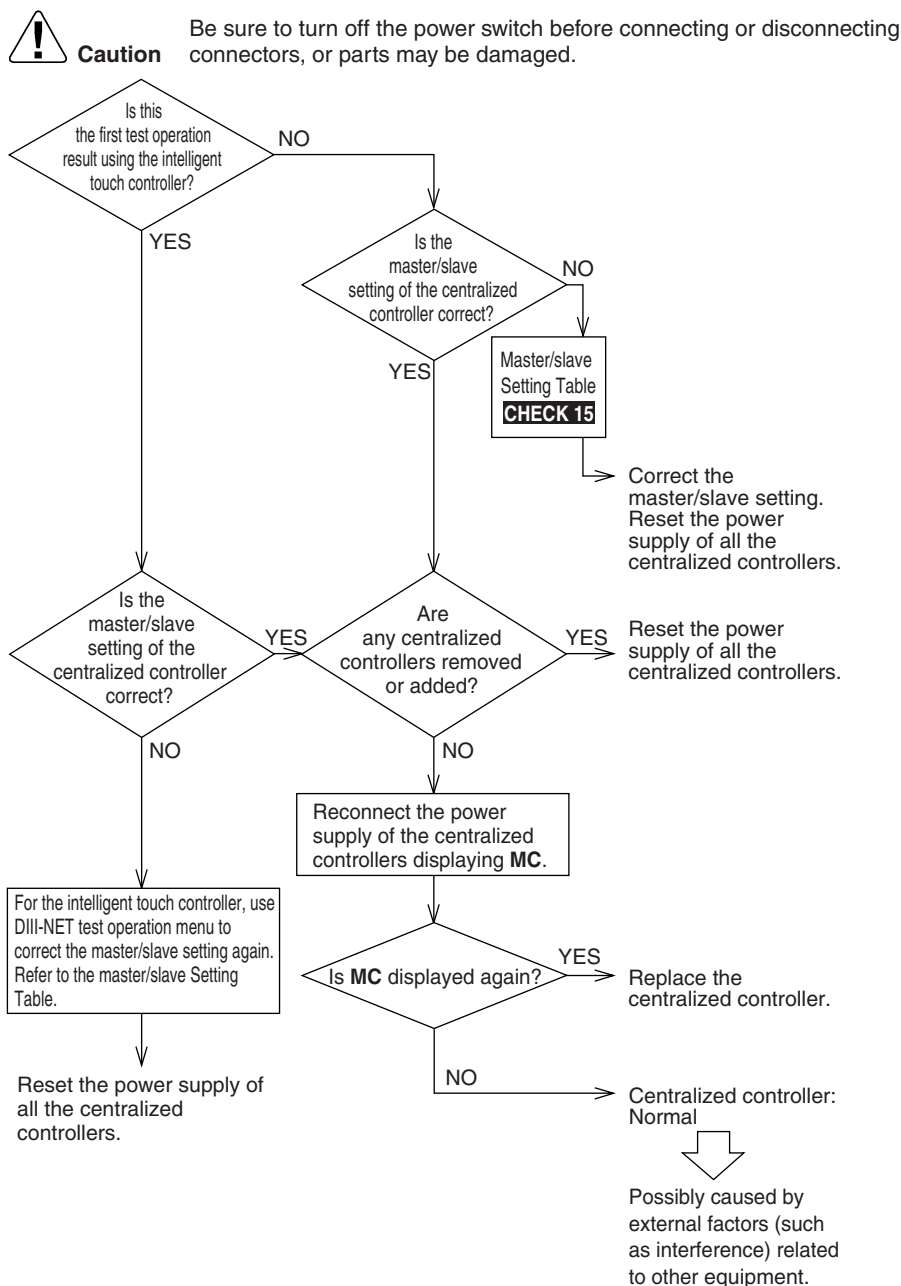 Be sure to turn off the power switch before connecting or disconnecting
Caution connectors, or parts may be damaged.
Is this
the first test operation
result using the intelligent
touch controller?
NO
YES
Is the
master/slave
setting of the centralized
controller correct?
NO
YES
Master/slave
Setting Table
CHECK 15
Correct the
master/slave setting.
Reset the power
supply of all the
centralized controllers.
Is the
master/slave
setting of the
centralized controller
correct?
YES
NO
Are
any centralized
controllers removed
or added?
YES
Reset the power
supply of all the
centralized controllers.
NO
Reconnect the power
supply of the centralized
controllers displaying MC.
For the intelligent touch controller, use
DIII-NET test operation menu to
correct the master/slave setting again.
Refer to the master/slave Setting
Table.
Reset the power supply of
all the centralized
controllers.
Is MC displayed again?
YES
Replace the
centralized controller.
NO
Centralized controller:
Normal
Possibly caused by
external factors (such
as interference) related
to other equipment.